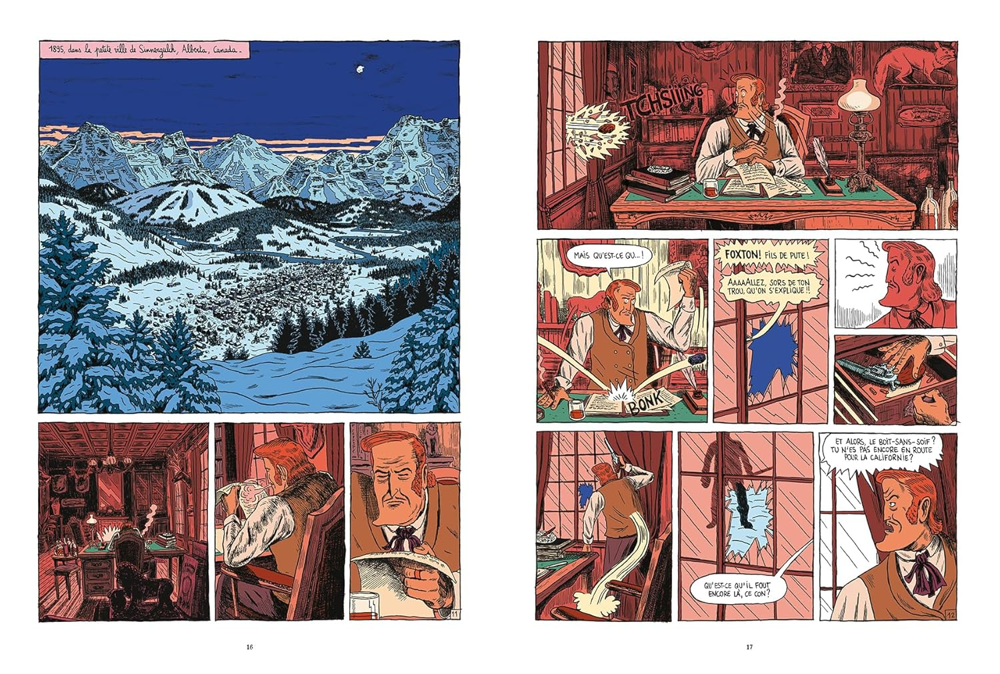 1895, dans la petite ville de Sinnergulch, Alberta, Canada.
11
16
TCHSIIING
MAIS QU'EST-CE QU...!
BONK
FOXTON! FILS DE PUTE!
AAAAALLEZ, SORS DE TON
TROU, QU'ON S'EXPLIQUE!!
QU'EST-CE QU'IL FOUT
ENCORE LÀ, CE CON?
ET ALORS, LE BOIT-SANS-SOIF?
TU N'ES PAS ENCORE EN ROUTE
POUR LA CALIFORNIE?
12
17